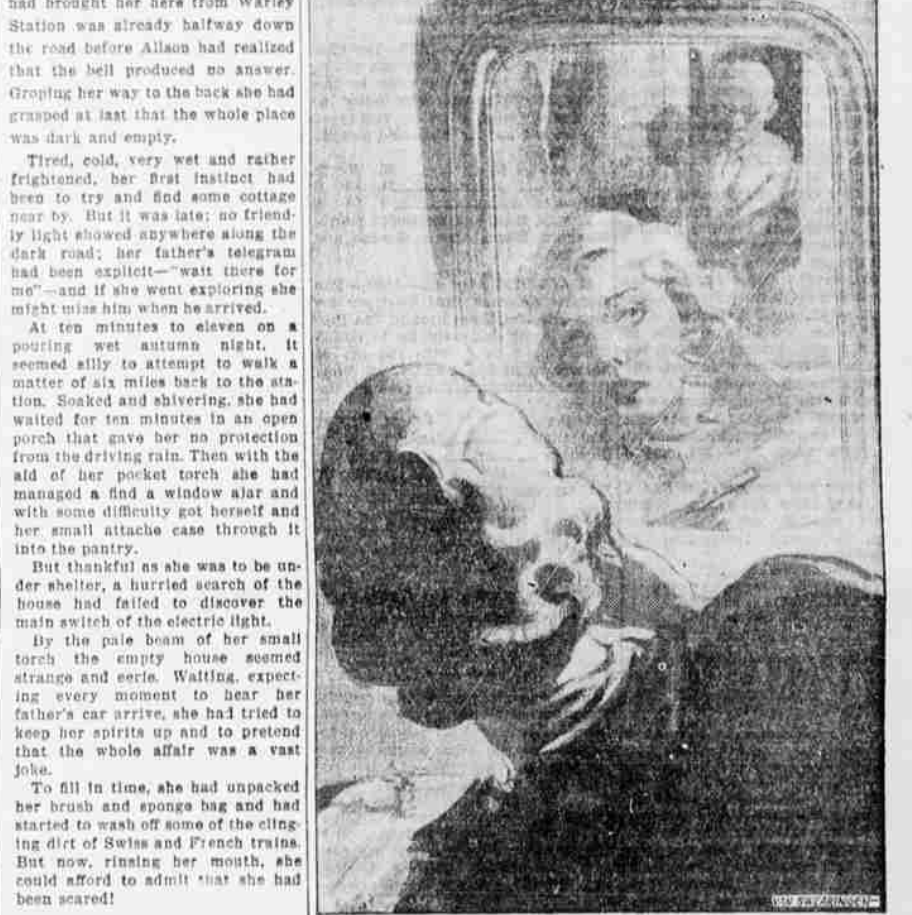 had brought her here from Warley
Station was already halfway down
the road before Alison had realized
that the bell produced no answer.
Groping her way to the back she had
grasped at last that the whole place
was dark and empty.
Tired, cold, very wet and rather
frightened, her first instinct had
been to try and find some cottage
near by. But it was late; no friend-
ly light showed anywhere along the
dark road; her father's telegram
had been explicit—"wait there for
me"—and if she went exploring she
might miss him when he arrived.
At ten minutes to eleven on a
pouring wet autumn night, it
seemed silly to attempt to walk a
matter of six miles back to the sta-
tion. Soaked and shivering, she had
waited for ten minutes in an open
porch that gave her no protection
from the driving rain. Then with the
aid of her pocket torch she had
managed a find a window ajar and
with some difficulty got herself and
her small attache case through it
into the pantry.
But thankful as she was to be un-
der shelter, a hurried search of the
house had failed to discover the
main switch of the electric light.
By the pale beam of her small
torch the empty house seemed
strange and eerie. Waiting, expect-
ing every moment to hear her
father's car arrive, she had tried to
keep her spirits up and to pretend
that the whole affair was a vast
joke.
To fill in time, she had unpacked
her brush and sponge bag and had
started to wash off some of the cling-
ing dirt of Swiss and French trains.
But now, rinsing her mouth, she
could afford to admit that she had
been scared!
VAN SWEARINGEN